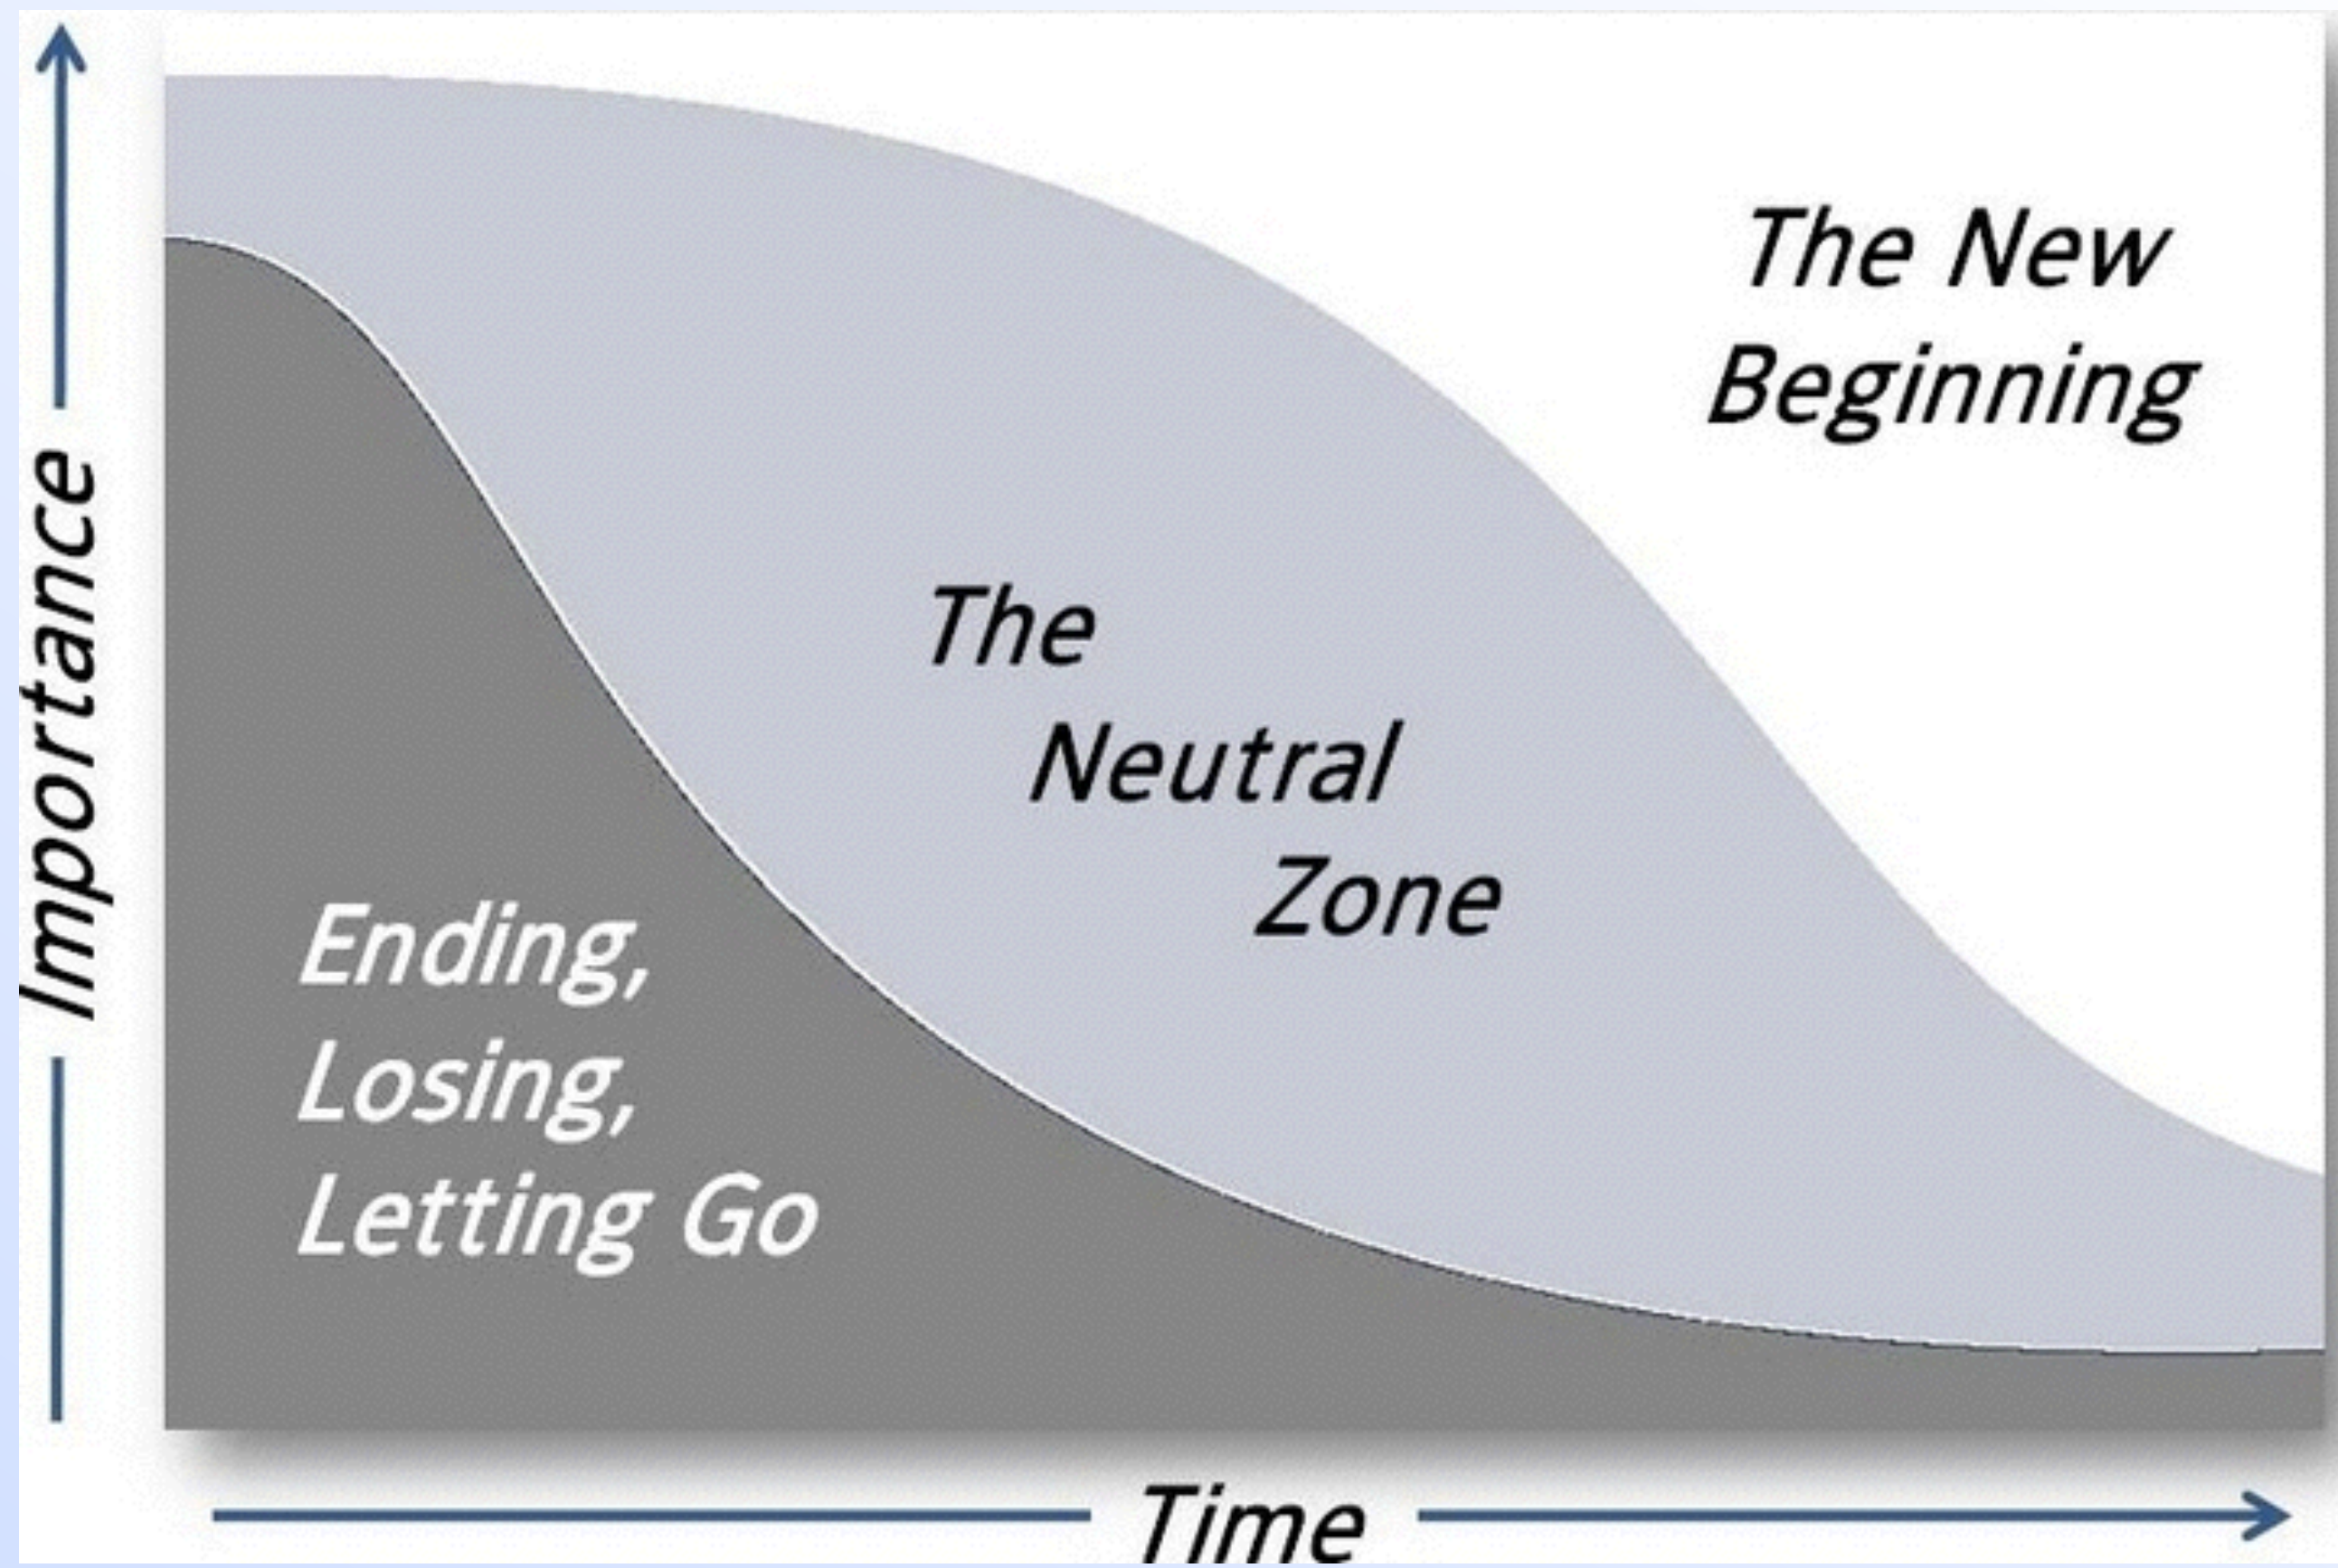 Importance
The New
Beginning
The
Neutral
Zone
Ending,
Losing,
Letting Go
Time